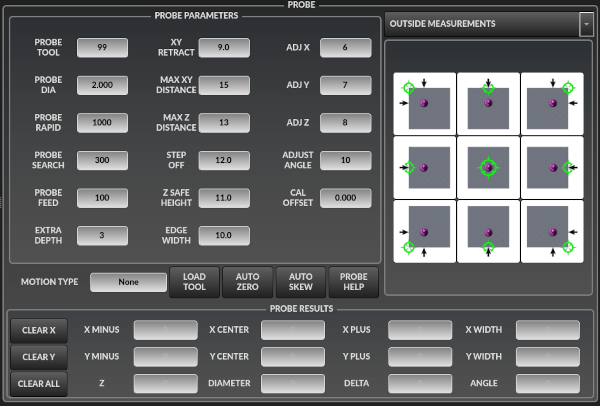 PROBE
PROBE PARAMETERS
OUTSIDE MEASUREMENTS
PROBE TOOL 99 XY RETRACT 9.0 ADJ X 6
PROBE DIA 2.000 MAX XY DISTANCE 15 ADJ Y 7
PROBE RAPID 1000 MAX Z DISTANCE 13 ADJ Z 8
PROBE SEARCH 300 STEP OFF 12.0 ADJUST ANGLE 10
PROBE FEED 100 Z SAFE HEIGHT 11.0 CAL OFFSET 0.000
EXTRA DEPTH 3 EDGE WIDTH 10.0
MOTION TYPE None LOAD TOOL AUTO ZERO AUTO SKEW PROBE HELP
PROBE RESULTS
CLEAR X X MINUS X CENTER X PLUS X WIDTH
CLEAR Y Y MINUS Y CENTER Y PLUS Y WIDTH
CLEAR ALL Z DIAMETER DELTA ANGLE